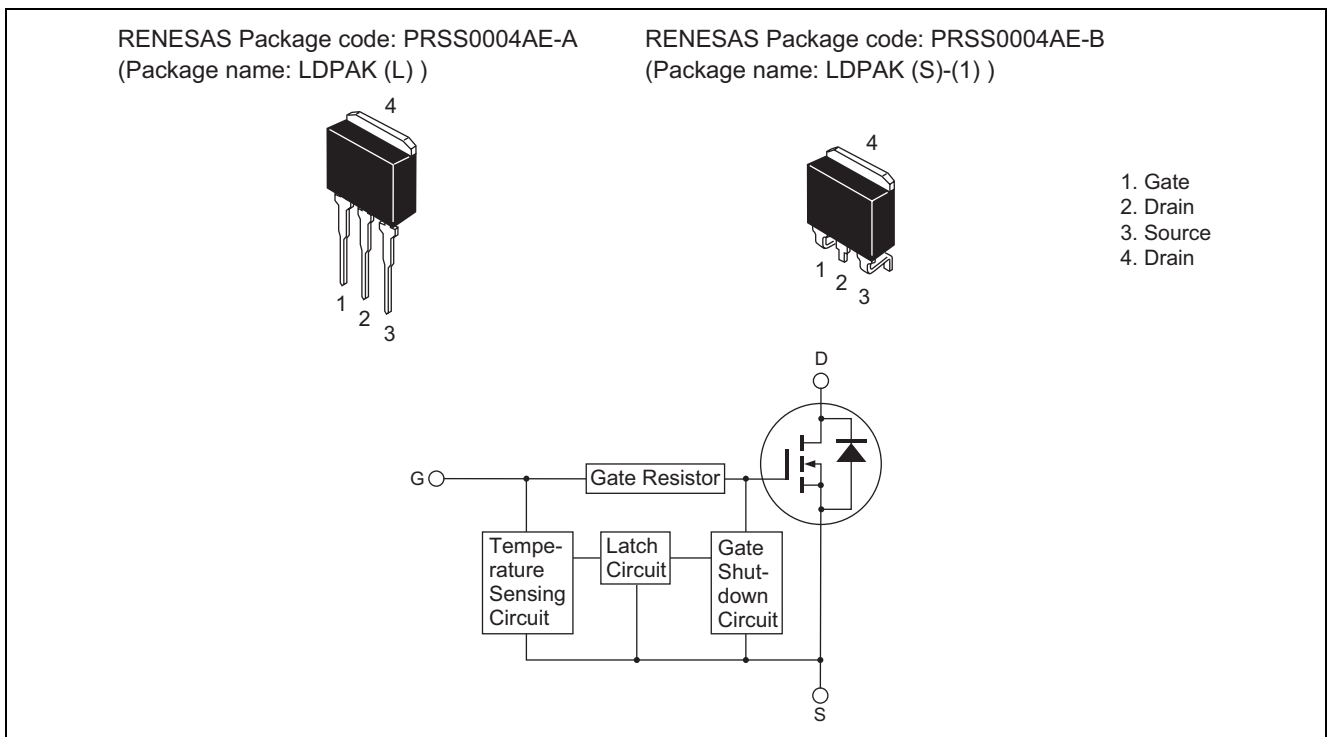 RENESAS Package code: PRSS0004AE-A
(Package name: LDPAK (L) )
RENESAS Package code: PRSS0004AE-B
(Package name: LDPAK (S)-(1) )
4
1
2
3
4
1
2
3
1. Gate
2. Drain
3. Source
4. Drain
D
G
Gate Resistor
Tempe-
rature
Sensing
Circuit
Latch
Circuit
Gate
Shut-
down
Circuit
S